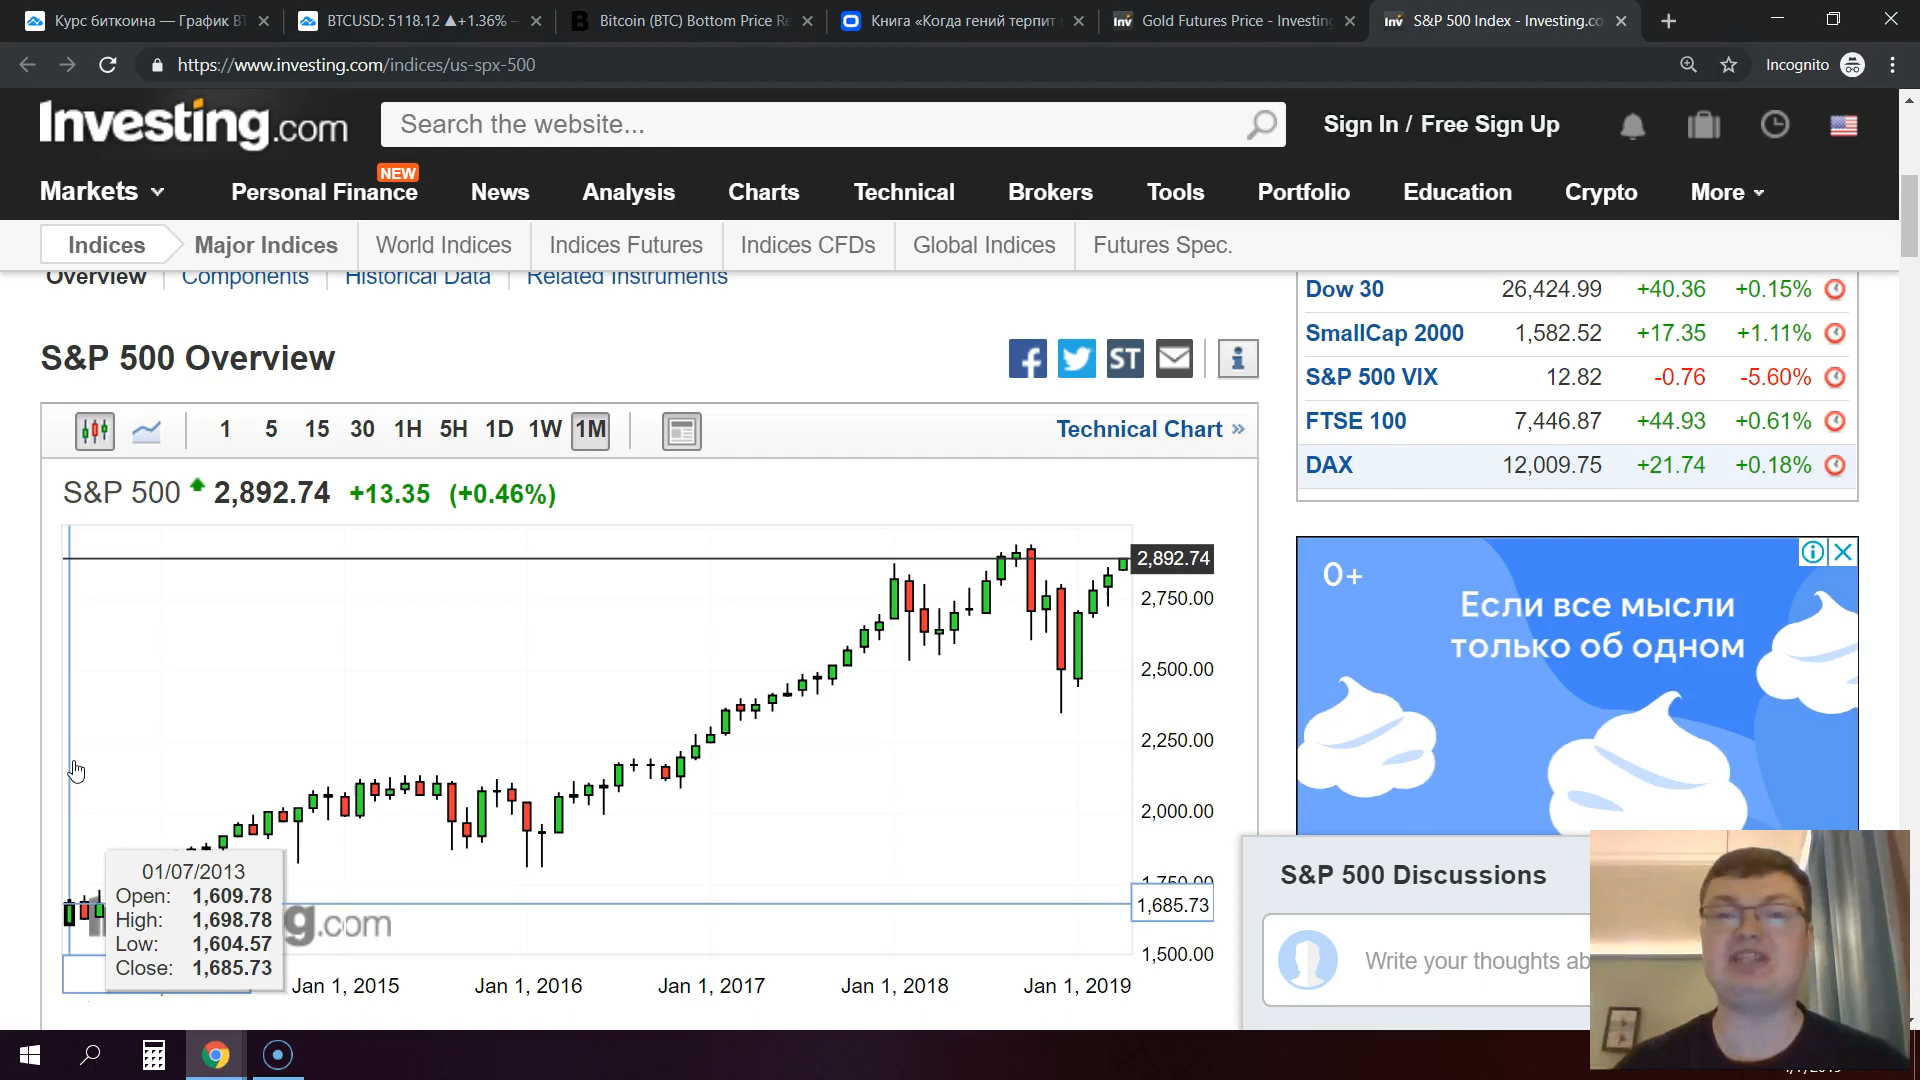 Курс биткоина — График BT
BTCUSD: 5118.12 ▲+1.36% –
Bitcoin (BTC) Bottom Price Re
Книга «Когда гений терпит п
Gold Futures Price - Investing
S&P 500 Index - Investing.co
https://www.investing.com/indices/us-spx-500
Incognito
Investing.com
Search the website...
Sign In / Free Sign Up
NEW
Markets
Personal Finance
News
Analysis
Charts
Technical
Brokers
Tools
Portfolio
Education
Crypto
More
Indices
Major Indices
World Indices
Indices Futures
Indices CFDs
Global Indices
Futures Spec.
Overview
Components
Historical Data
Related Instruments
S&P 500 Overview
ST
1 5 15 30 1H 5H 1D 1W 1M
Technical Chart »
S&P 500 2,892.74 +13.35 (+0.46%)
2,892.74
2,750.00
2,500.00
2,250.00
2,000.00
1,750.00
1,685.73
1,500.00
01/07/2013
Open: 1,609.78
High: 1,698.78
Low: 1,604.57
Close: 1,685.73
g.com
Jan 1, 2015
Jan 1, 2016
Jan 1, 2017
Jan 1, 2018
Jan 1, 2019
Dow 30 26,424.99 +40.36 +0.15%
SmallCap 2000 1,582.52 +17.35 +1.11%
S&P 500 VIX 12.82 -0.76 -5.60%
FTSE 100 7,446.87 +44.93 +0.61%
DAX 12,009.75 +21.74 +0.18%
0+
Если все мысли
только об одном
S&P 500 Discussions
Write your thoughts ab